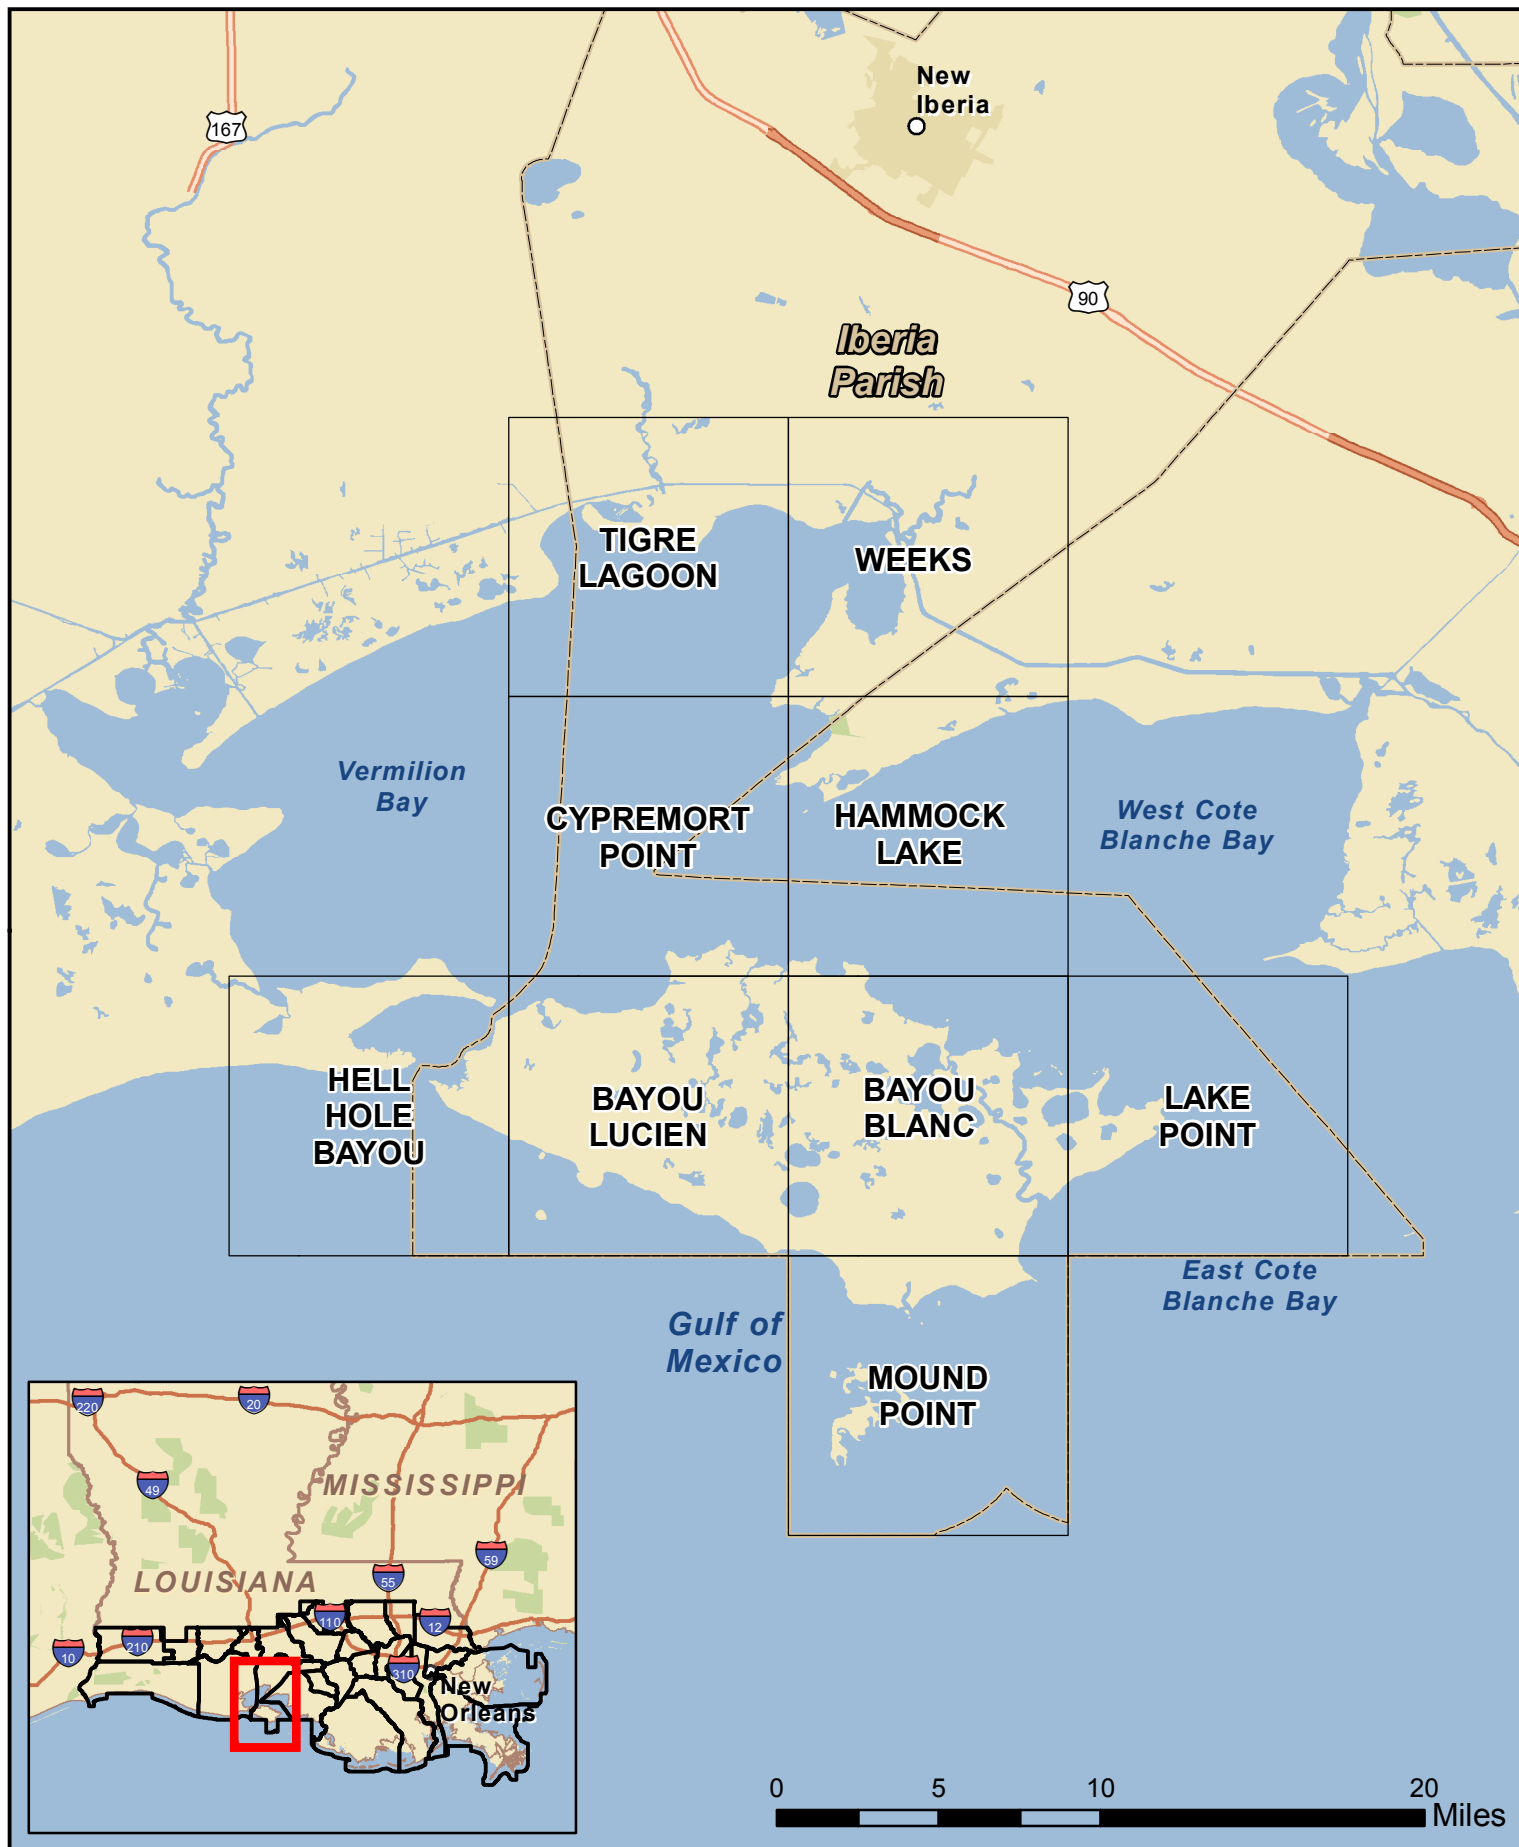 New
Iberia
167
90
Iberia
Parish
TIGRE
LAGOON
WEEKS
Vermilion
Bay
CYPREMORT
POINT
HAMMOCK
LAKE
West Cote
Blanche Bay
HELL
HOLE
BAYOU
BAYOU
LUCIEN
BAYOU
BLANC
LAKE
POINT
East Cote
Blanche Bay
Gulf of
Mexico
MOUND
POINT
220
20
49
MISSISSIPPI
59
LOUISIANA
55
110
12
10
210
310
New
Orleans
0 5 10 20
Miles